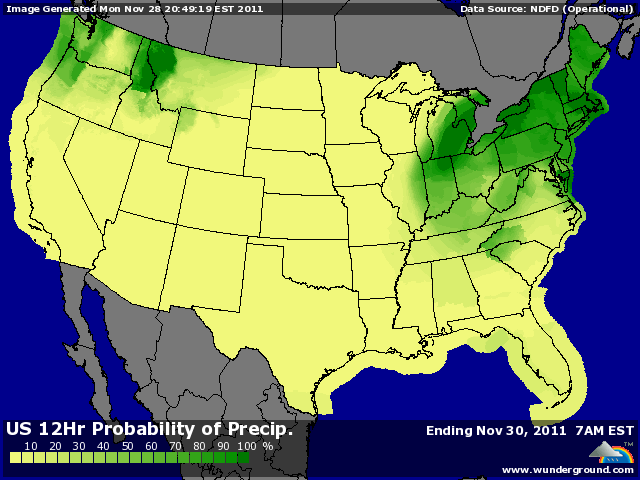 Image Generated Mon Nov 28 20:49:19 EST 2011 Data Source: NDFD (Operational)
US 12Hr Probability of Precip. Ending Nov 30, 2011 7AM EST
10 20 30 40 50 60 70 80 90 100 %
TM
www.wunderground.com